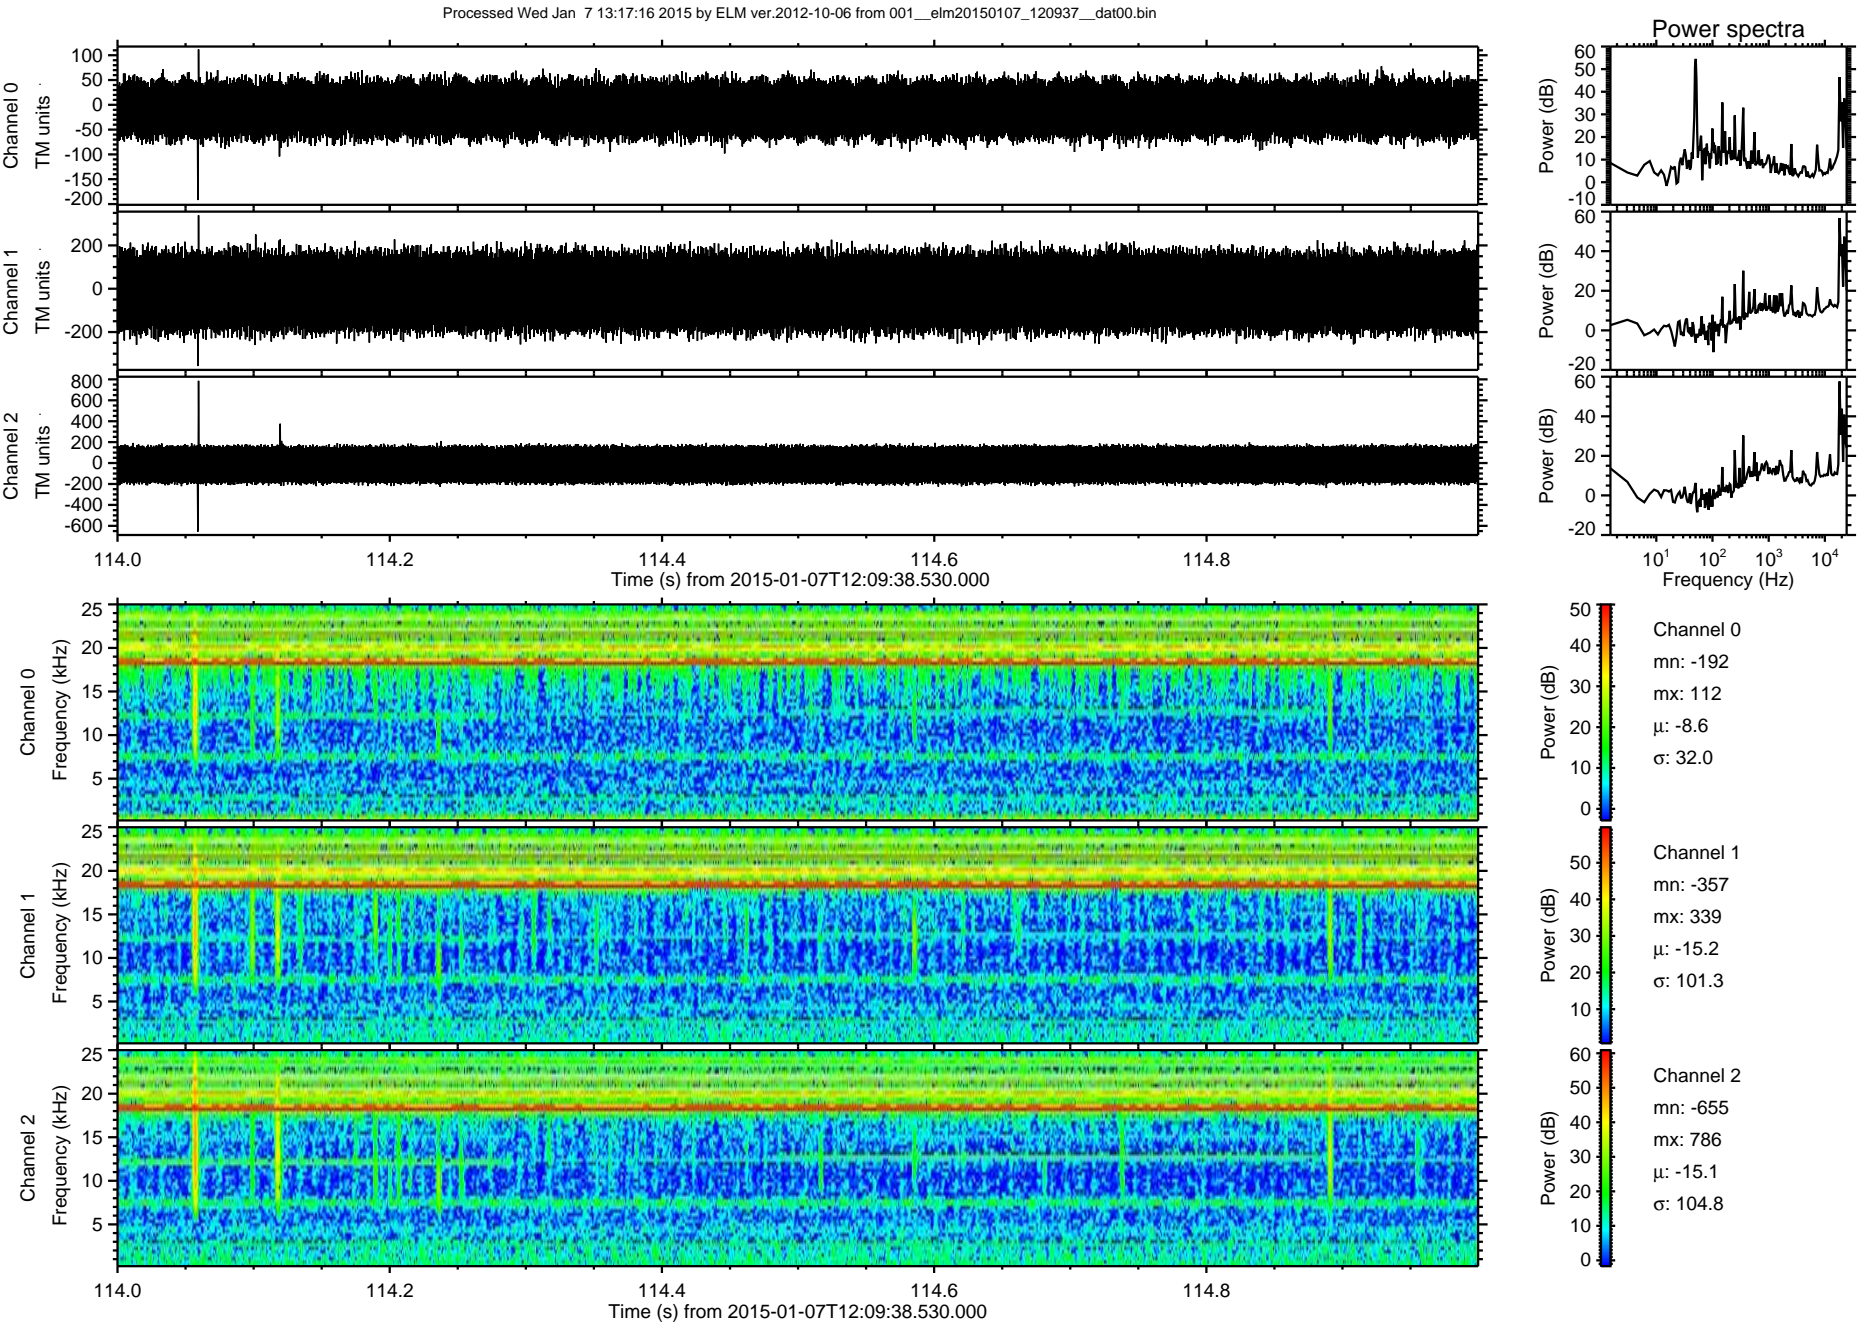 Processed Wed Jan  7 13:17:16 2015 by ELM ver.2012-10-06 from 001__elm20150107_120937__dat00.bin
Power spectra
Channel 0
TM units
100
50
0
-50
-100
-150
-200
Power (dB)
60
50
40
30
20
10
0
-10
Channel 1
TM units
200
0
-200
Power (dB)
60
40
20
0
-20
Channel 2
TM units
800
600
400
200
0
-200
-400
-600
Power (dB)
60
40
20
0
-20
114.0 114.2 114.4 114.6 114.8
Time (s) from 2015-01-07T12:09:38.530.000
10^1 10^2 10^3 10^4
Frequency (Hz)
Channel 0
Frequency (kHz)
25
20
15
10
5
Power (dB)
50
40
30
20
10
0
Channel 0
mn: -192
mx: 112
μ: -8.6
σ: 32.0
Channel 1
Frequency (kHz)
25
20
15
10
5
Power (dB)
50
40
30
20
10
Channel 1
mn: -357
mx: 339
μ: -15.2
σ: 101.3
Channel 2
Frequency (kHz)
25
20
15
10
5
Power (dB)
60
50
40
30
20
10
0
Channel 2
mn: -655
mx: 786
μ: -15.1
σ: 104.8
114.0 114.2 114.4 114.6 114.8
Time (s) from 2015-01-07T12:09:38.530.000